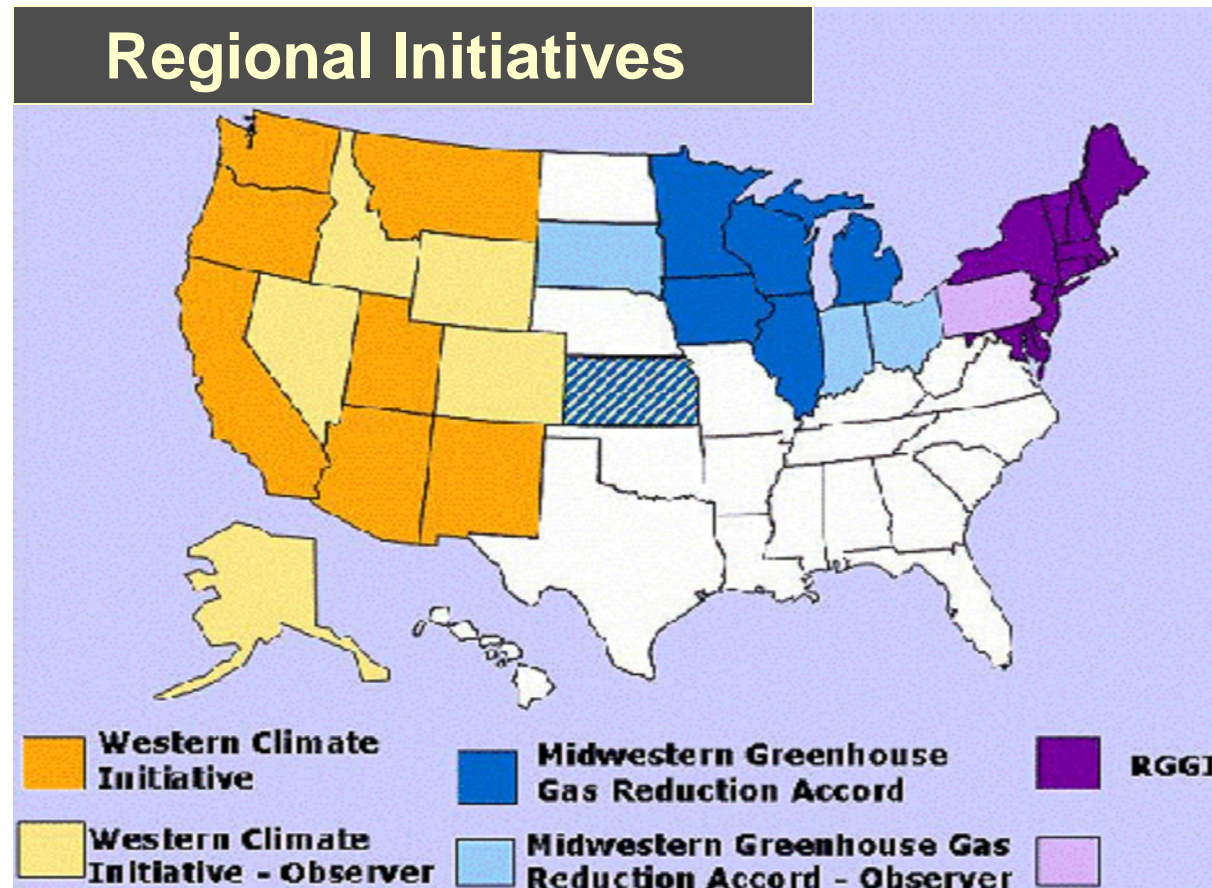 Regional Initiatives
Western Climate
Initiative
Midwestern Greenhouse
Gas Reduction Accord
RGGI
Western Climate
Initiative - Observer
Midwestern Greenhouse Gas
Reduction Accord - Observer